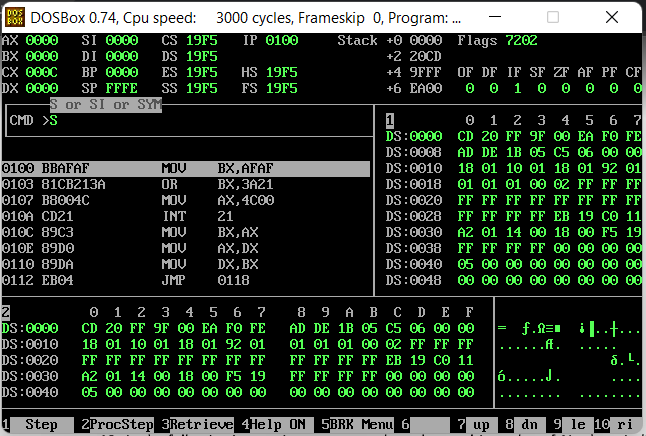 DOSBox 0.74, Cpu speed: 3000 cycles, Frameskip 0, Program: ...
AX 0000 SI 0000 CS 19F5 IP 0100 Stack +0 0000 Flags 7202
BX 0000 DI 0000 DS 19F5 +2 20CD
CX 000C BP 0000 ES 19F5 HS 19F5 +4 9FFF OF DF IF SF ZF AF PF CF
DX 0000 SP FFFE SS 19F5 FS 19F5 +6 EA00 0 0 1 0 0 0 0 0
S or SI or SYM
CMD >S
0100 BBAFAF MOV BX,AFAF
0103 81CB213A OR BX,3A21
0107 B8004C MOV AX,4C00
010A CD21 INT 21
010C 89C3 MOV BX,AX
010E 89D0 MOV AX,DX
0110 89DA MOV DX,BX
0112 EB04 JMP 0118
1 0 1 2 3 4 5 6 7
DS:0000 CD 20 FF 9F 00 EA F0 FE
DS:0008 AD DE 1B 05 C5 06 00 00
DS:0010 18 01 10 01 18 01 92 01
DS:0018 01 01 01 00 02 FF FF FF
DS:0020 FF FF FF FF FF FF FF FF
DS:0028 FF FF FF FF EB 19 C0 11
DS:0030 A2 01 14 00 18 00 F5 19
DS:0038 FF FF FF FF 00 00 00 00
DS:0040 05 00 00 00 00 00 00 00
DS:0048 00 00 00 00 00 00 00 00
2 0 1 2 3 4 5 6 7 8 9 A B C D E F
DS:0000 CD 20 FF 9F 00 EA F0 FE AD DE 1B 05 C5 06 00 00 = ƒ.Ω≡■ ¡▐..┼...
DS:0010 18 01 10 01 18 01 92 01 01 01 01 00 02 FF FF FF ......Æ. .....
DS:0020 FF FF FF FF FF FF FF FF FF FF FF FF EB 19 C0 11 δ.└.
DS:0030 A2 01 14 00 18 00 F5 19 FF FF FF FF 00 00 00 00 ó.....⌡. ....
DS:0040 05 00 00 00 00 00 00 00 00 00 00 00 00 00 00 00 ........ ........
1 Step 2ProcStep 3Retrieve 4Help ON 5BRK Menu 6 7 up 8 dn 9 le 10 ri